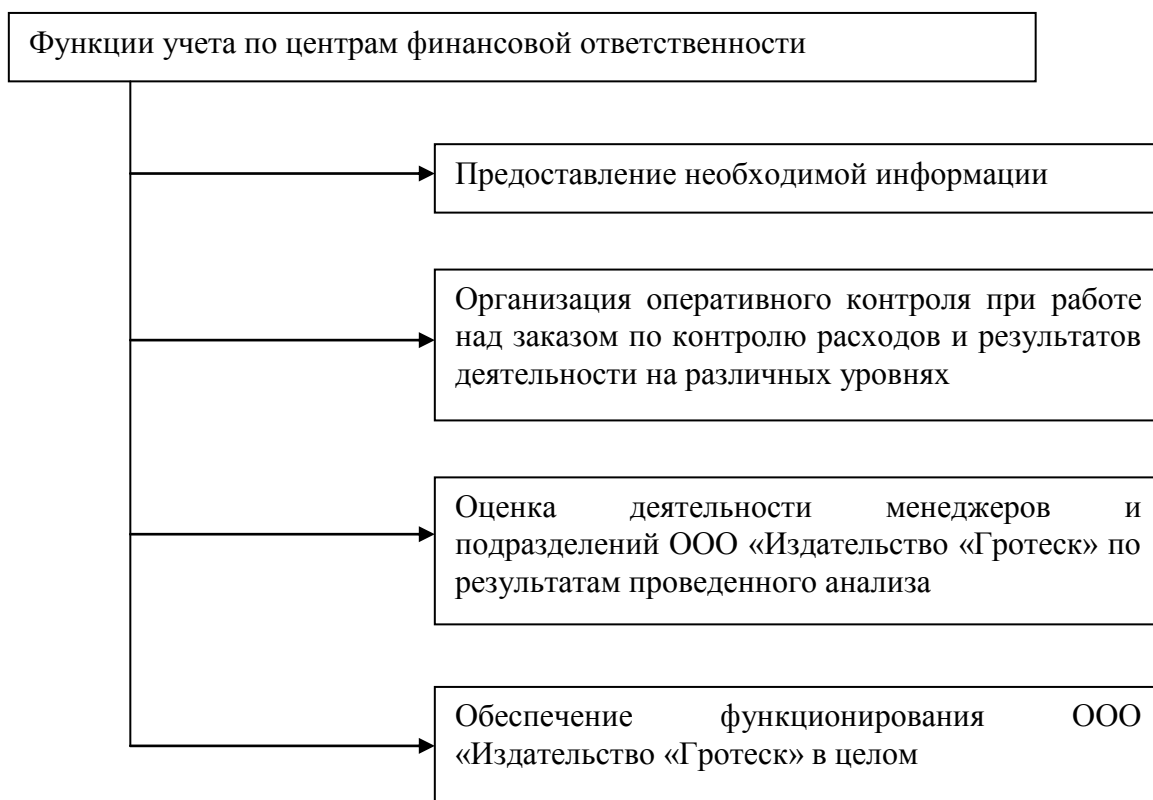 Функции учета по центрам финансовой ответственности
Предоставление необходимой информации
Организация оперативного контроля при работе
над заказом по контролю расходов и результатов
деятельности на различных уровнях
Оценка деятельности менеджеров и
подразделений ООО «Издательство «Гротеск» по
результатам проведенного анализа
Обеспечение функционирования ООО
«Издательство «Гротеск» в целом